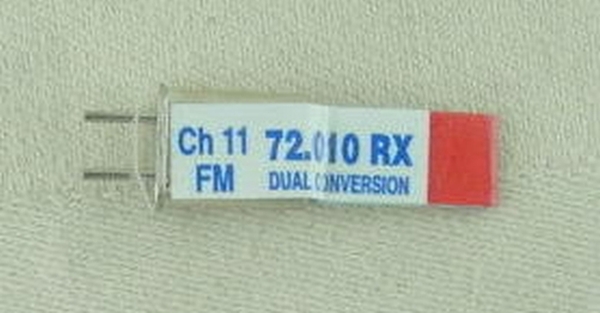 Ch 11 72.010 RX
FM DUAL CONVERSION